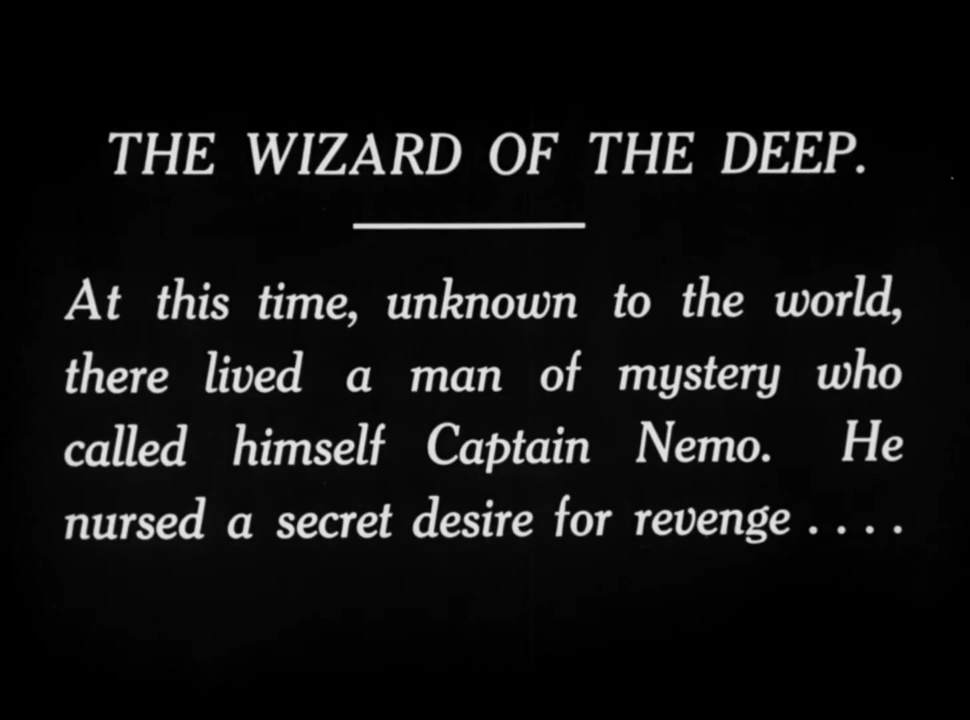 THE WIZARD OF THE DEEP.
At this time, unknown to the world,
there lived a man of mystery who
called himself Captain Nemo. He
nursed a secret desire for revenge . . . .